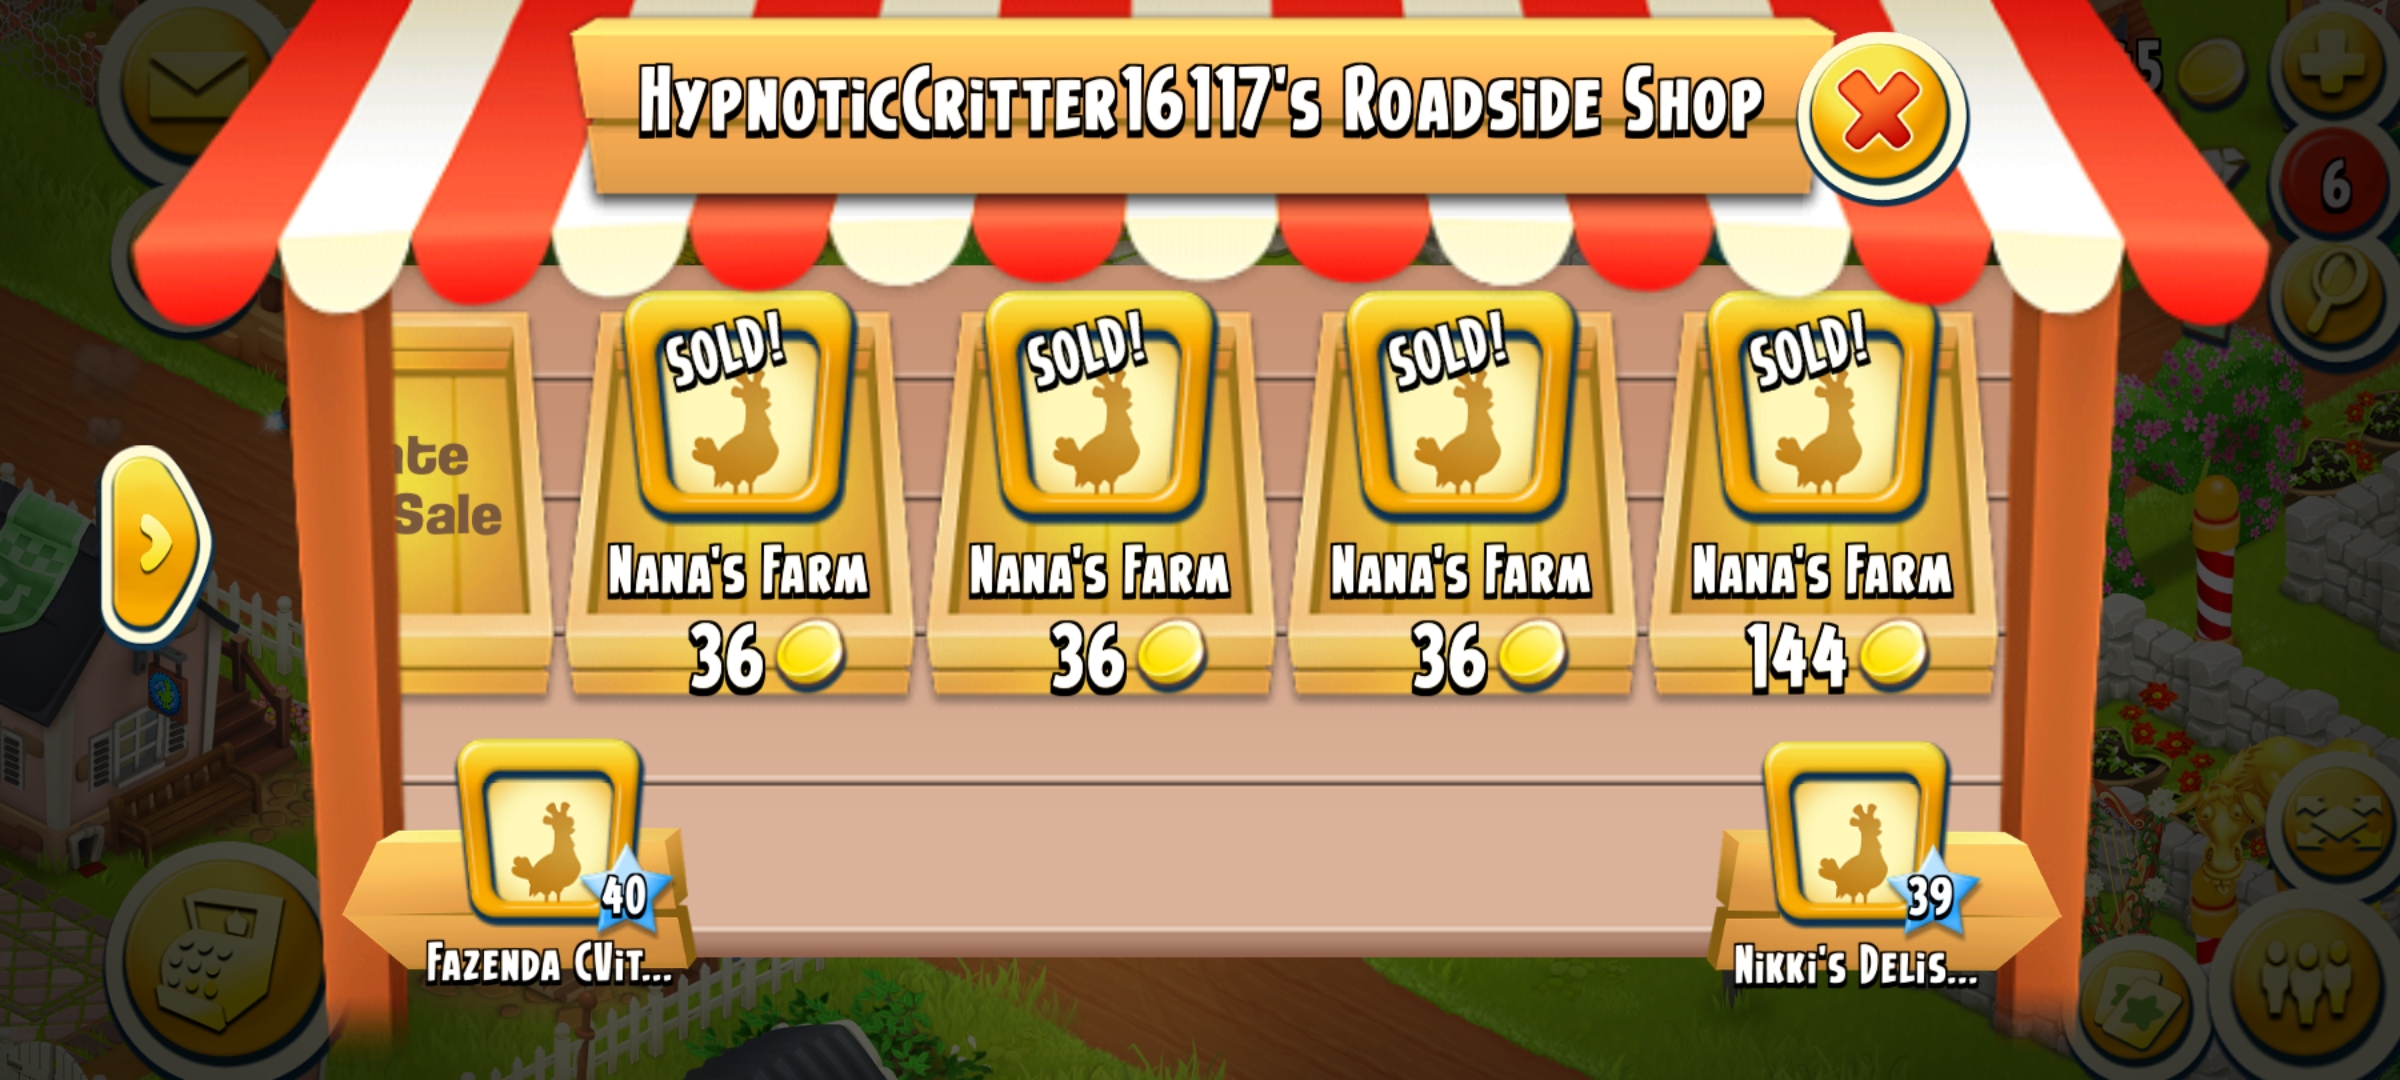 HypnoticCritter16117's Roadside Shop
5
6
SOLD!
SOLD!
SOLD!
SOLD!
Sale
Nana's Farm
Nana's Farm
Nana's Farm
Nana's Farm
36
36
36
144
40
39
Fazenda CVit...
Nikki's Delis...